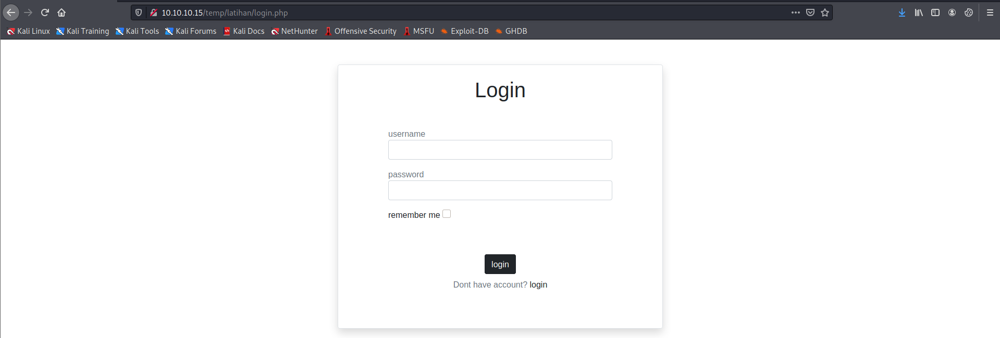 10.10.10.15/temp/latihan/login.php
Kali Linux Kali Training Kali Tools Kali Forums Kali Docs NetHunter Offensive Security MSFU Exploit-DB GHDB
Login
username
password
remember me
login
Dont have account? login